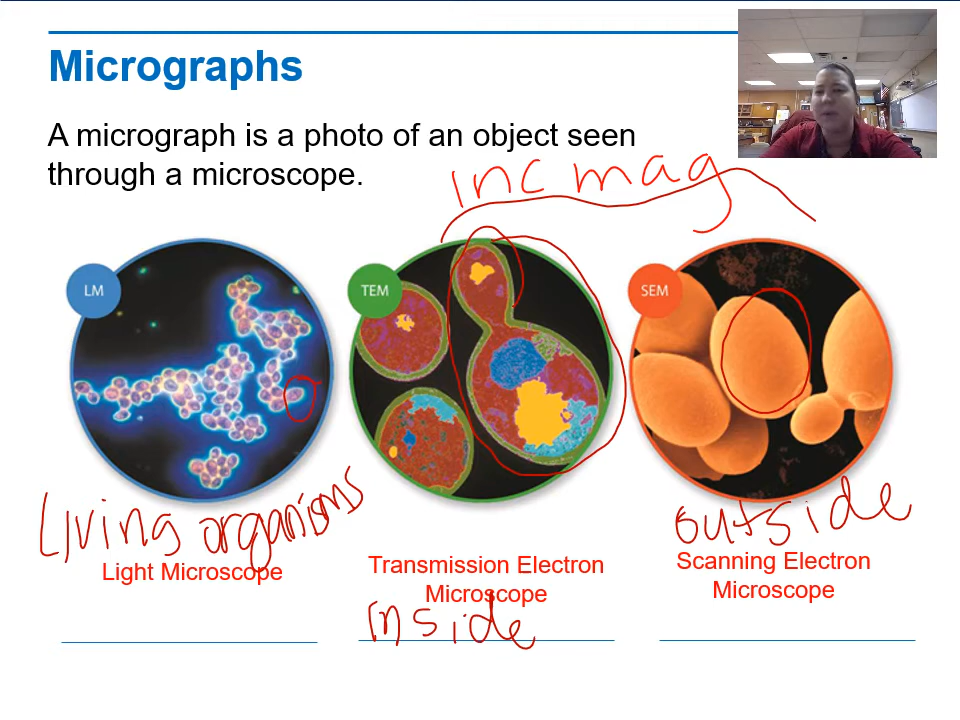 Micrographs
A micrograph is a photo of an object seen
through a microscope.
inc mag
LM
TEM
SEM
Living organisms
Light Microscope
Transmission Electron
Microscope
inside
outside
Scanning Electron
Microscope